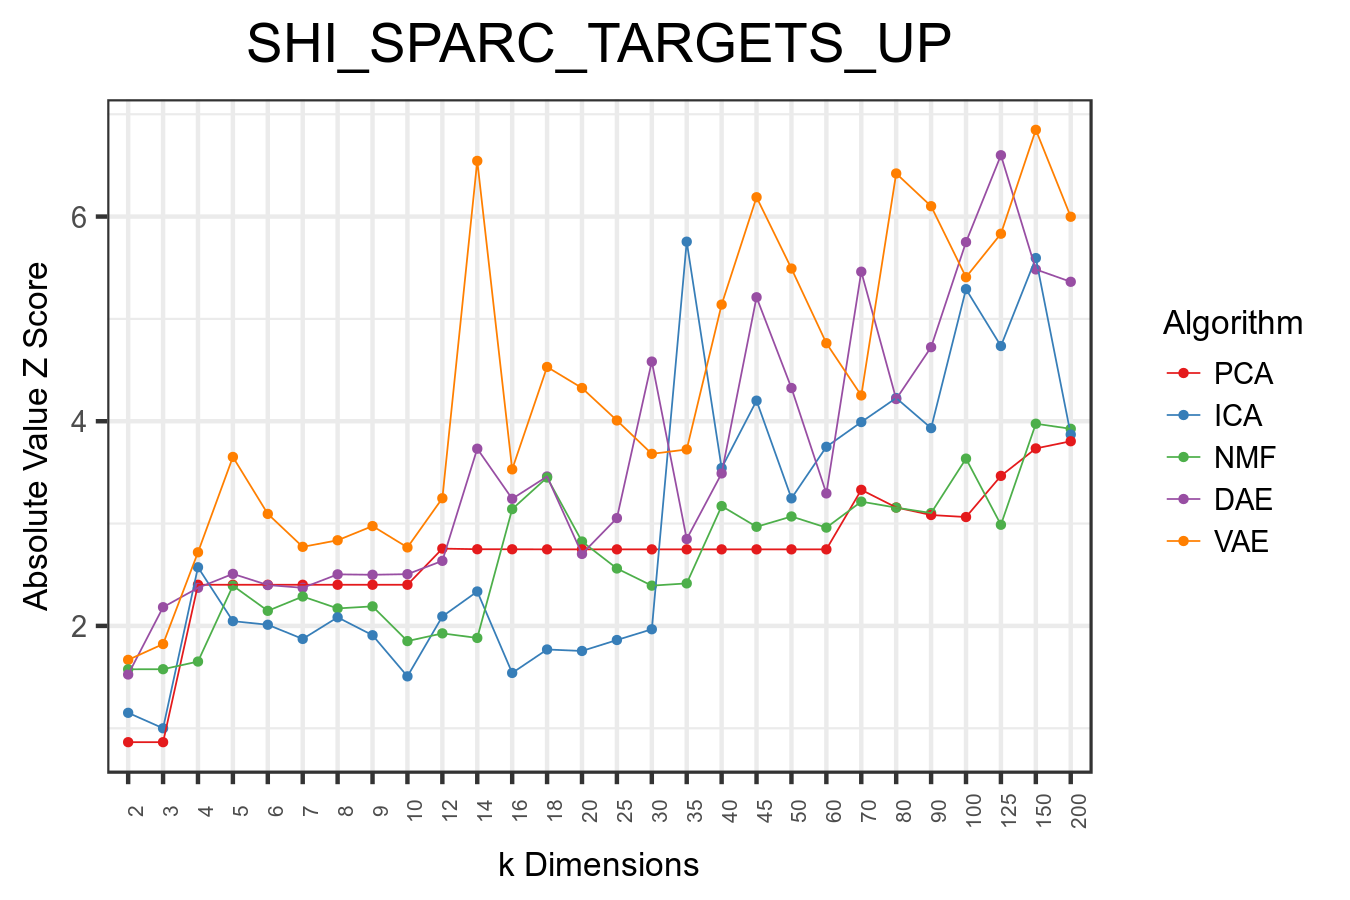 SHI_SPARC_TARGETS_UP
Absolute Value Z Score
6
4
2
2 3 4 5 6 7 8 9 10 12 14 16 18 20 25 30 35 40 45 50 60 70 80 90 100 125 150 200
k Dimensions
Algorithm
PCA
ICA
NMF
DAE
VAE